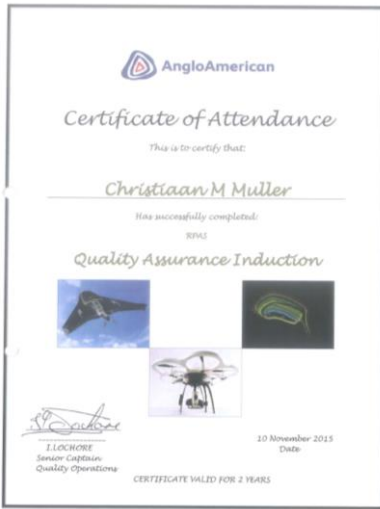 AngloAmerican
Certificate of Attendance
This is to certify that:
Christiaan M Muller
Has successfully completed:
RPAS
Quality Assurance Induction
I.LOCHORE
Senior Captain
Quality Operations
10 November 2015
Date
CERTIFICATE VALID FOR 2 YEARS